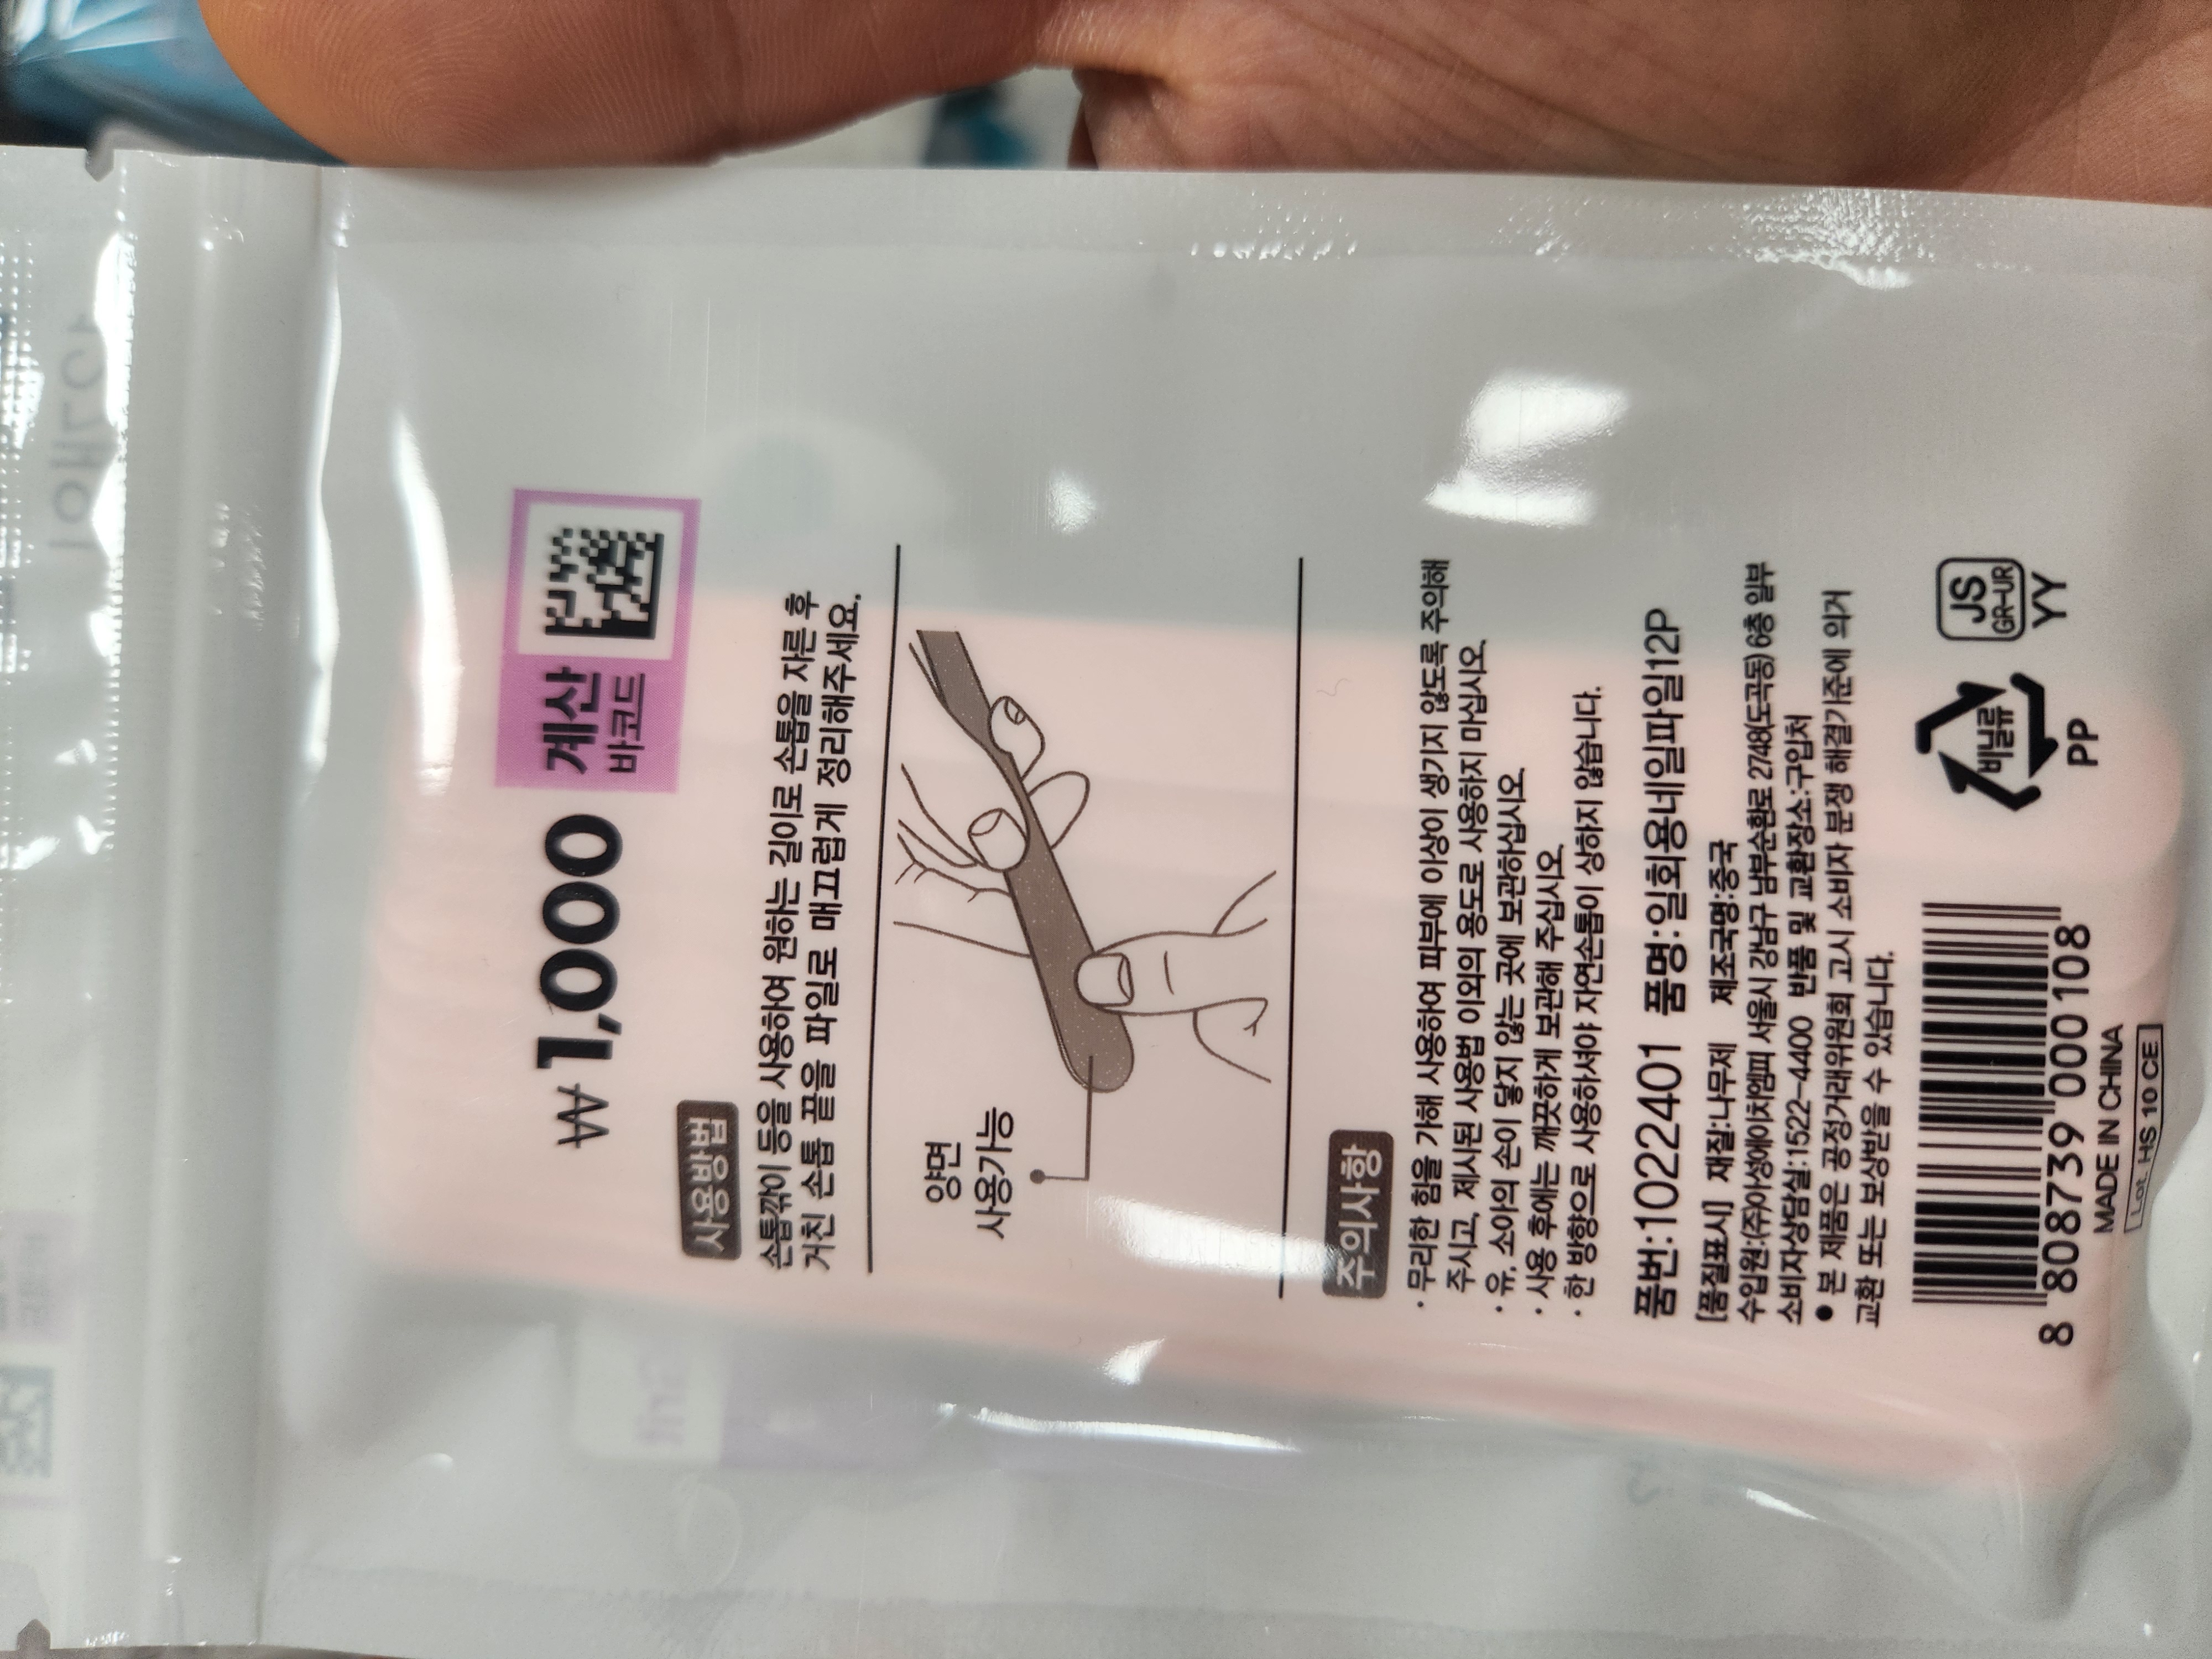 ₩1,000
계산
바코드
사용방법
손톱깎이 등을 사용하여 원하는 길이로 손톱을 자른 후
거친 손톱 끝을 파일로 매끄럽게 정리해주세요.
양면
사용가능
주의사항
· 무리한 힘을 가해 사용하여 피부에 이상이 생기지 않도록 주의해
주시고, 제시된 사용법 이외의 용도로 사용하지 마십시오.
· 유, 소아의 손이 닿지 않는 곳에 보관하십시오.
· 사용 후에는 깨끗하게 보관해 주십시오.
· 한 방향으로 사용하셔야 자연손톱이 상하지 않습니다.
품번:1022401 품명:일회용네일파일12P
[품질표시] 재질:나무제 제조국명:중국
수입원:(주)아성에이치엠피 서울시 강남구 남부순환로 2748(도곡동) 6층 일부
소비자상담실:1522-4400 반품 및 교환장소:구입처
● 본 제품은 공정거래위원회 고시 소비자 분쟁 해결기준에 의거
교환 또는 보상받을 수 있습니다.
8 808739 000108
MADE IN CHINA
Lot. HS 10 CE
비닐류
PP
JS
GR-UR
YY